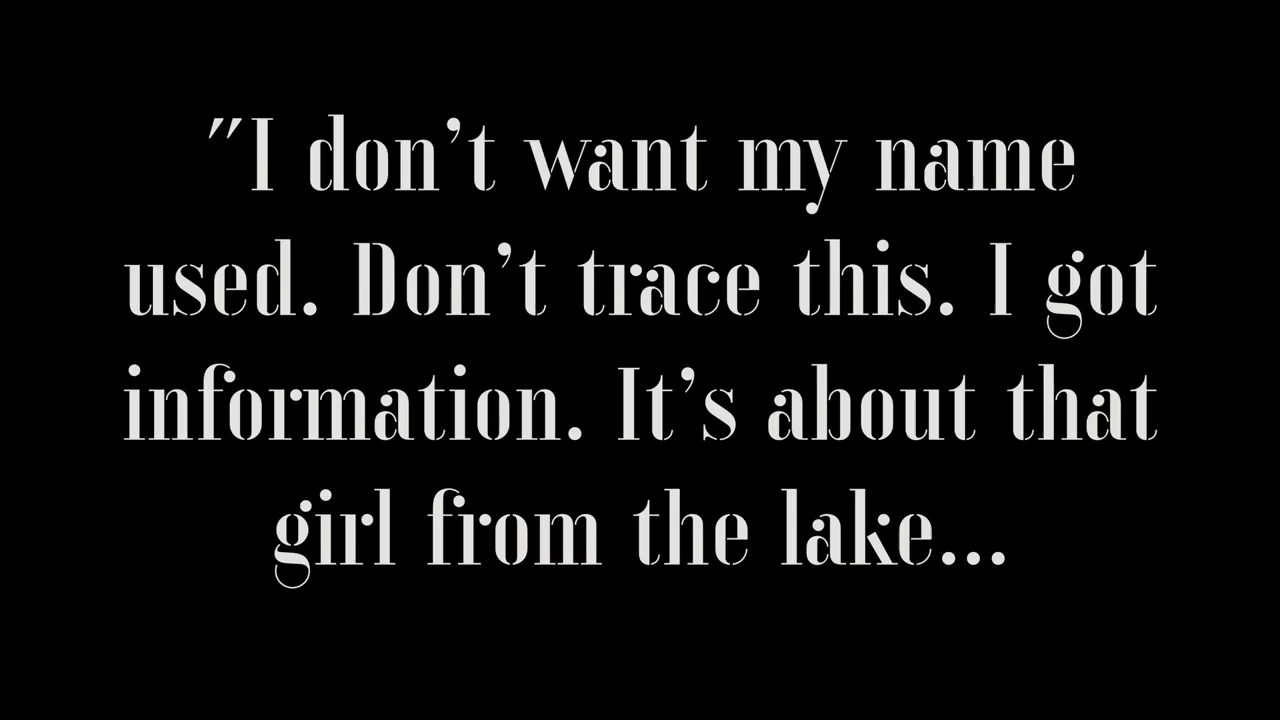 "I don’t want my name
used. Don’t trace this. I got
information. It’s about that
girl from the lake...